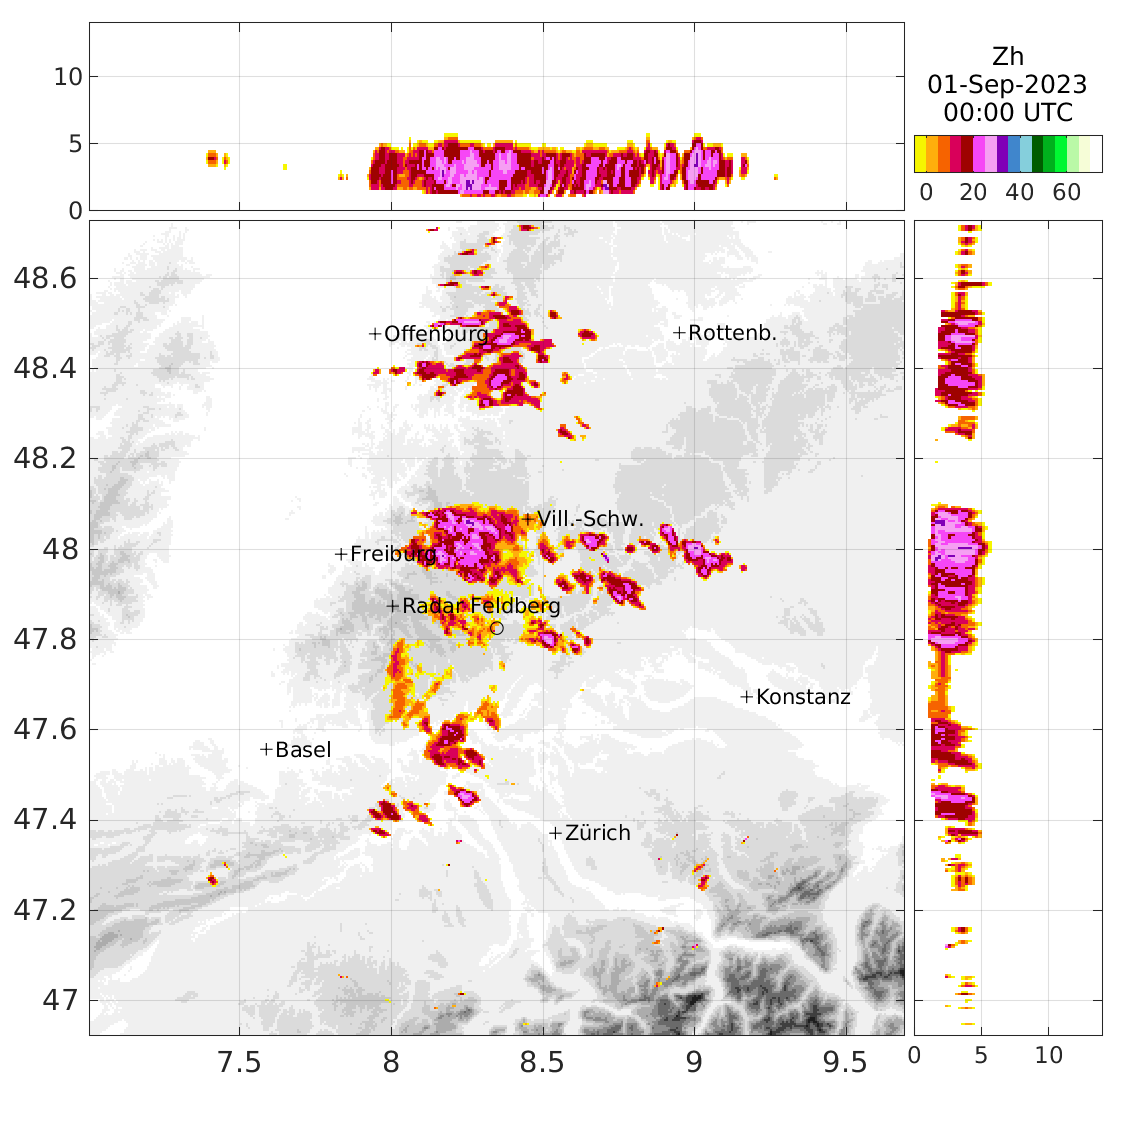 10
5
0
Zh
01-Sep-2023
00:00 UTC
0 20 40 60
48.6
48.4
48.2
48
47.8
47.6
47.4
47.2
47
+Offenburg
+Rottenb.
+Vill.-Schw.
+Freiburg
+Radar Feldberg
+Konstanz
+Basel
+Zürich
7.5 8 8.5 9 9.5
0 5 10